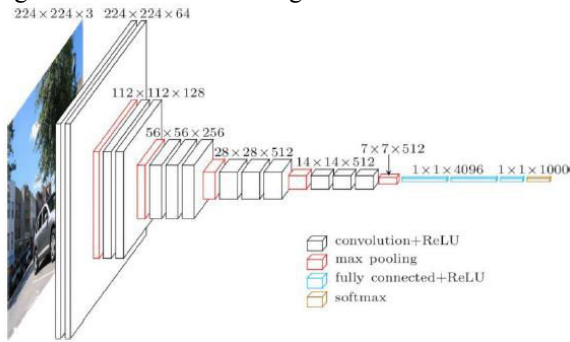 224×224×3 224×224×64
112×112×128
56×56×256
28×28×512
14×14×512
7×7×512
1×1×4096 1×1×1000
convolution+ReLU
max pooling
fully connected+ReLU
softmax